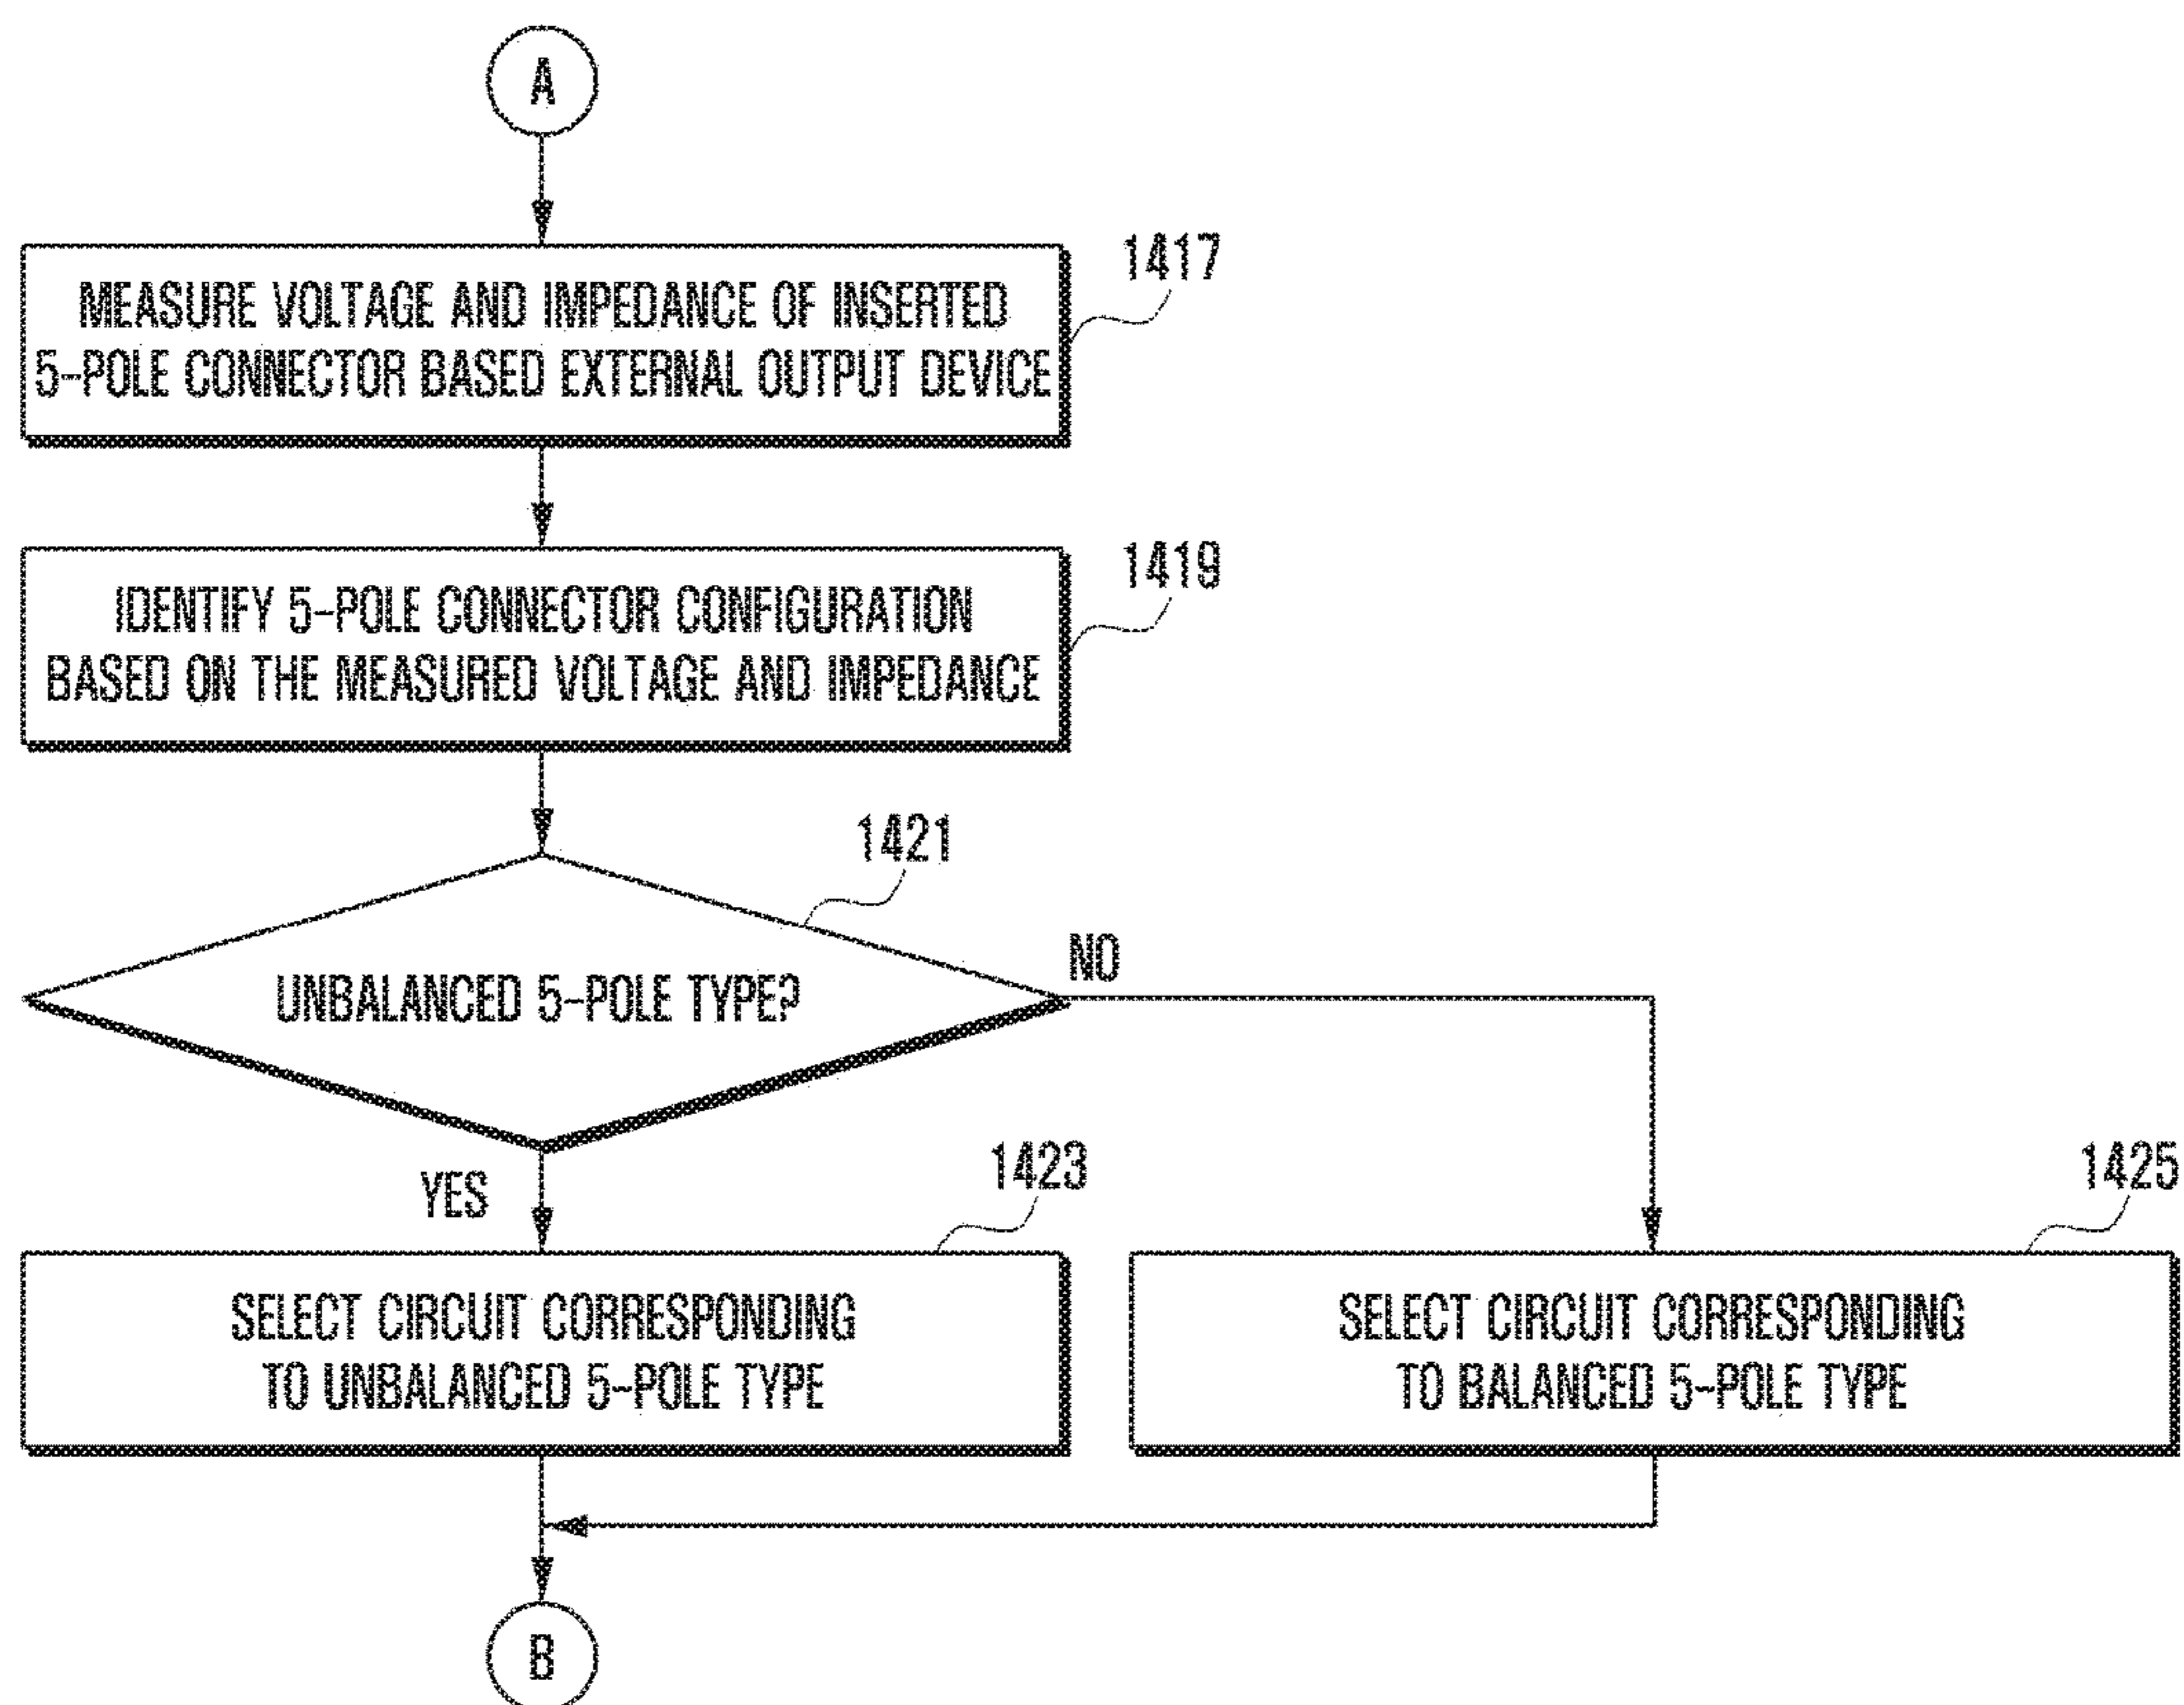 A
1417
MEASURE VOLTAGE AND IMPEDANCE OF INSERTED
5-POLE CONNECTOR BASED EXTERNAL OUTPUT DEVICE
1419
IDENTIFY 5-POLE CONNECTOR CONFIGURATION
BASED ON THE MEASURED VOLTAGE AND IMPEDANCE
1421
UNBALANCED 5-POLE TYPE?
NO
YES
1423
1425
SELECT CIRCUIT CORRESPONDING
TO UNBALANCED 5-POLE TYPE
SELECT CIRCUIT CORRESPONDING
TO BALANCED 5-POLE TYPE
B